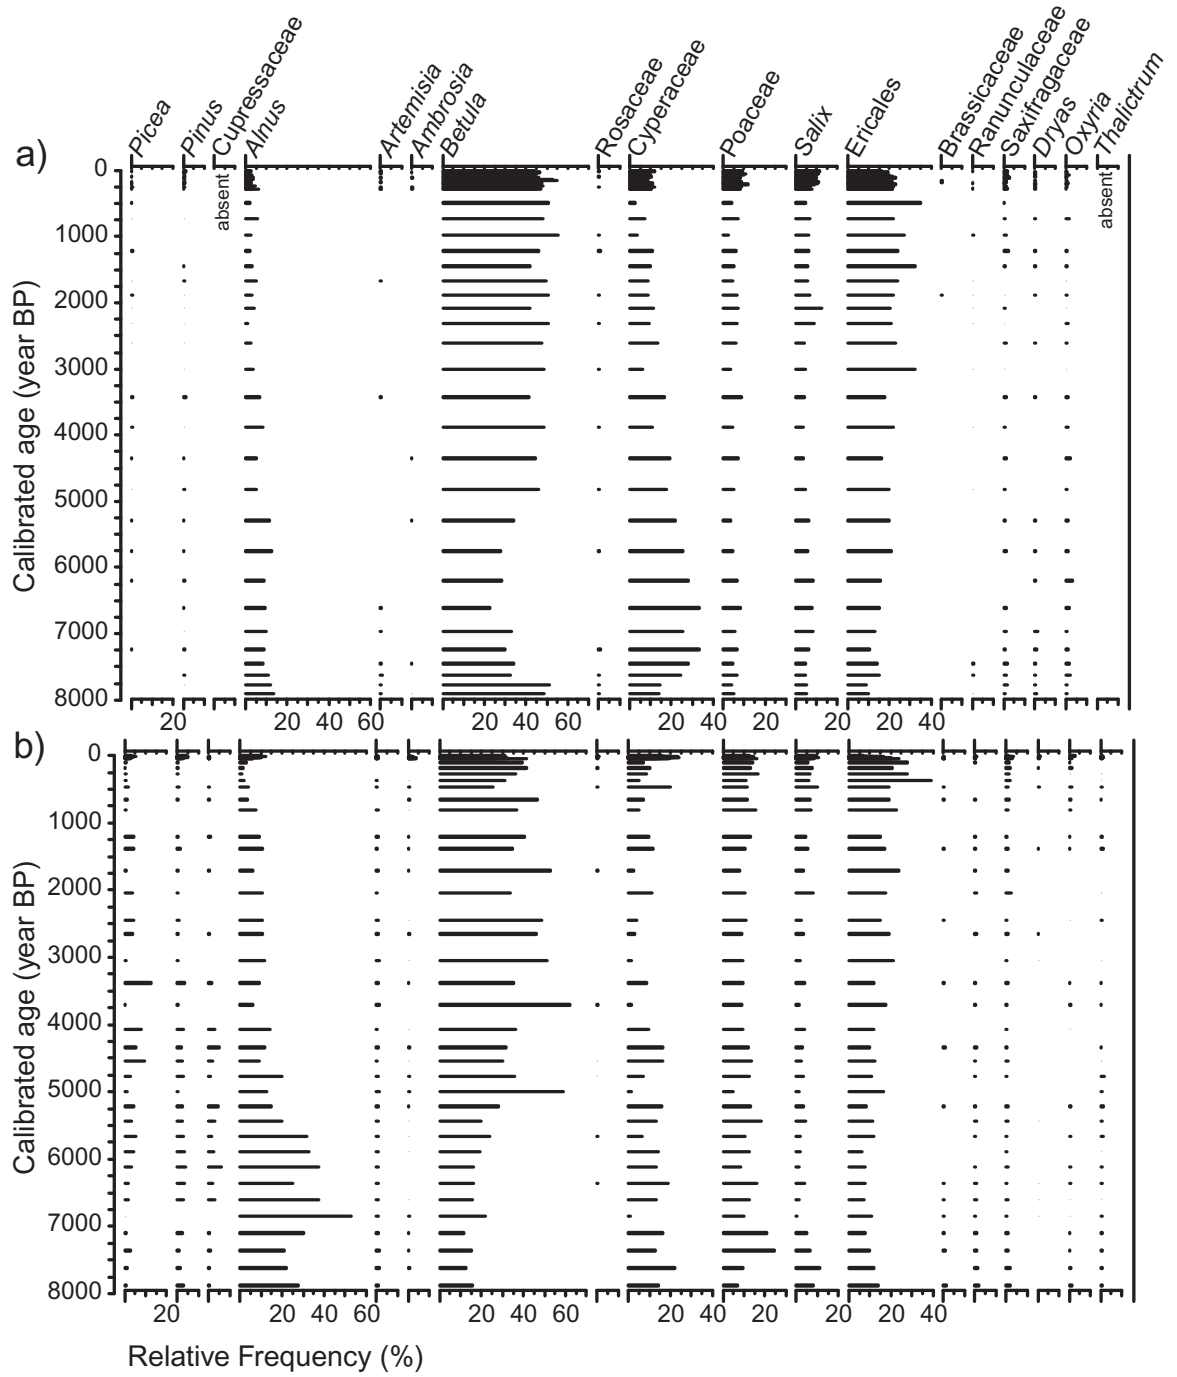 Picea Pinus Cupressaceae Alnus Artemisia Ambrosia Betula Rosaceae Cyperaceae Poaceae Salix Ericales Brassicaceae Ranunculaceae Saxifragaceae Dryas Oxyria Thalictrum
a)
0
absent absent
1000
2000
3000
4000
5000
6000
7000
8000
Calibrated age (year BP)
20 20 40 60 20 40 60 20 40 20 20 20 40
b)
0
1000
2000
3000
4000
5000
6000
7000
8000
Calibrated age (year BP)
20 20 40 60 20 40 60 20 40 20 20 20 40
Relative Frequency (%)